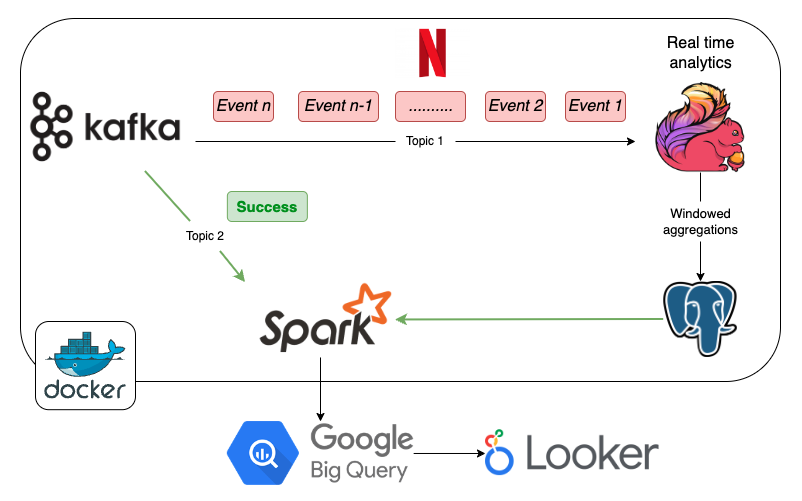 Real time
analytics
N
Event n
Event n-1
..........
Event 2
Event 1
kafka
Topic 1
Success
Windowed
aggregations
Topic 2
Spark
docker
Google
Big Query
Looker